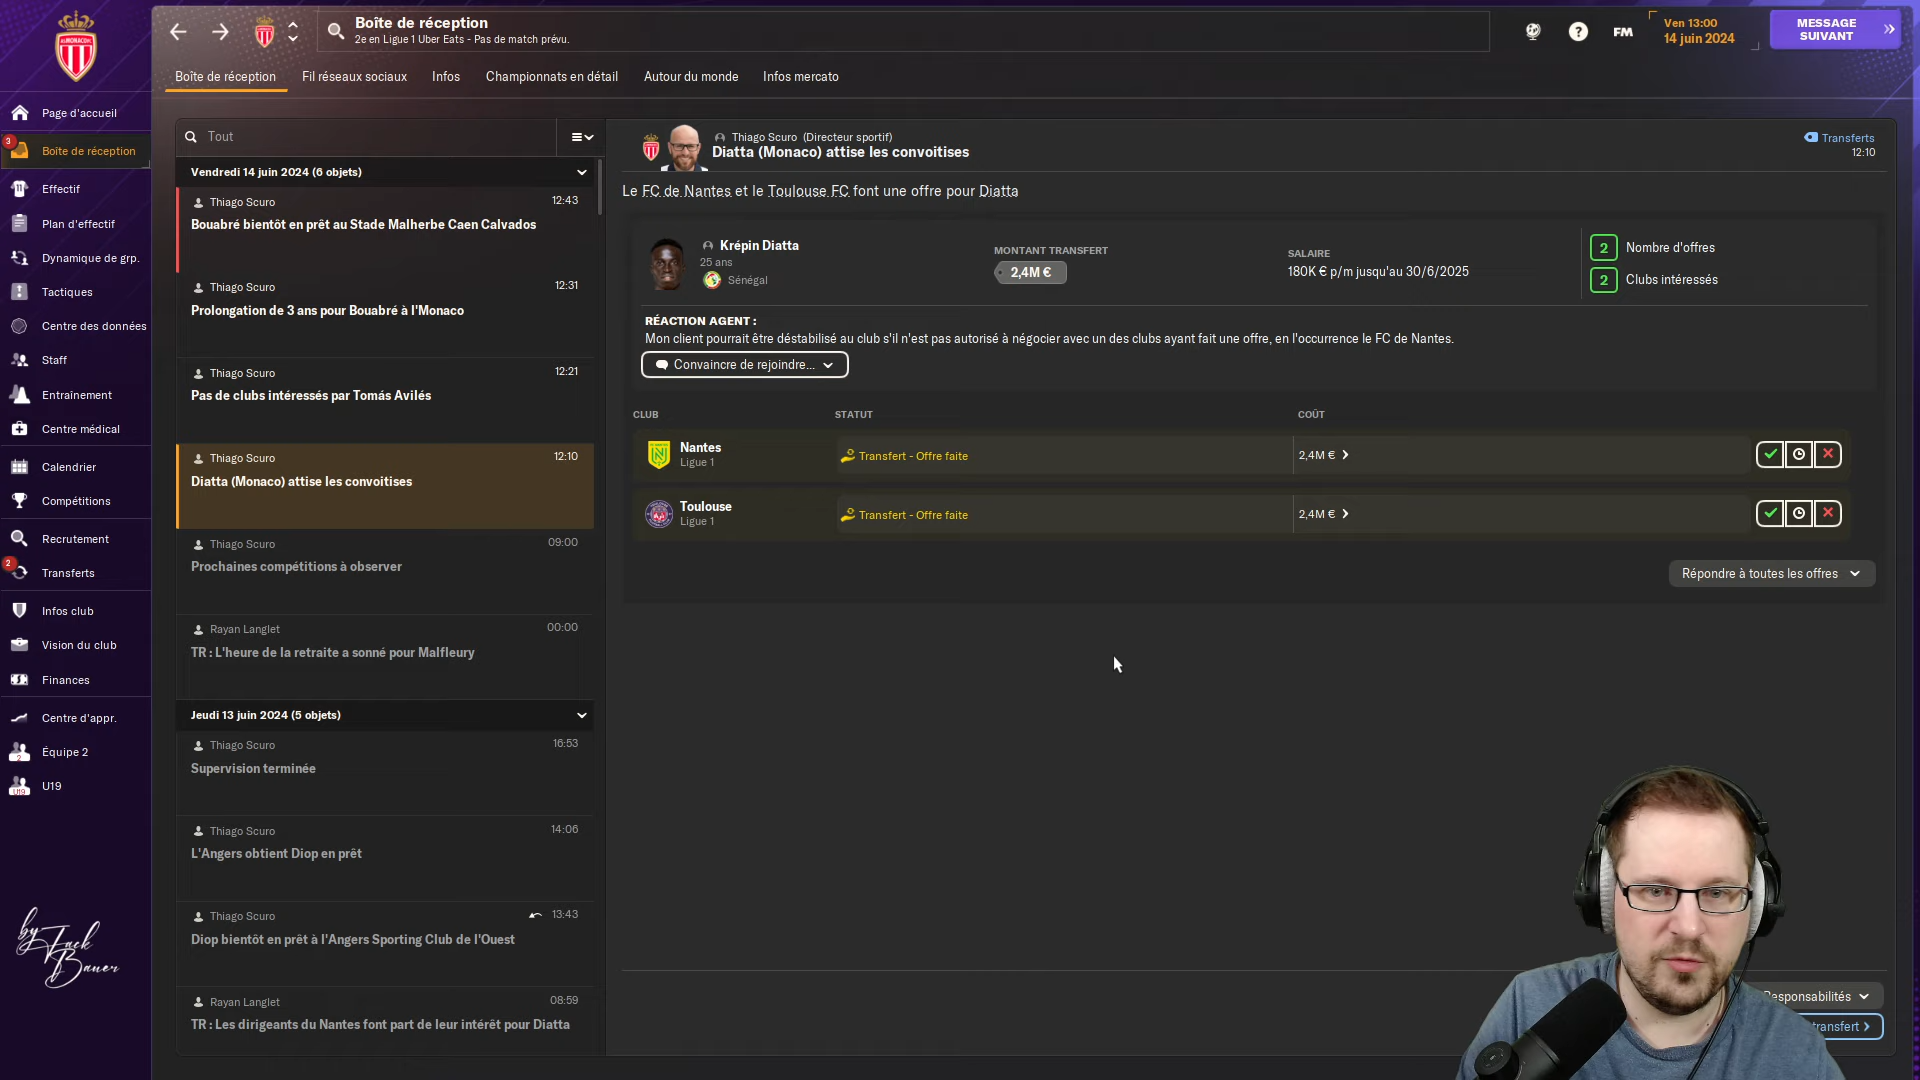 Boîte de réception
2e en Ligue 1 Uber Eats - Pas de match prévu.
FM
Ven 13:00
14 juin 2024
MESSAGE
SUIVANT
Boîte de réception
Fil réseaux sociaux
Infos
Championnats en détail
Autour du monde
Infos mercato
Page d'accueil
3
Boîte de réception
Effectif
Plan d'effectif
Dynamique de grp.
Tactiques
Centre des données
Staff
Entraînement
Centre médical
Calendrier
Compétitions
Recrutement
2
Transferts
Infos club
Vision du club
Finances
Centre d'appr.
Équipe 2
U19
by Jack
Bauer
Tout
Vendredi 14 juin 2024 (6 objets)
Thiago Scuro
12:43
Bouabré bientôt en prêt au Stade Malherbe Caen Calvados
Thiago Scuro
12:31
Prolongation de 3 ans pour Bouabré à l'Monaco
Thiago Scuro
12:21
Pas de clubs intéressés par Tomás Avilés
Thiago Scuro
12:10
Diatta (Monaco) attise les convoitises
Thiago Scuro
09:00
Prochaines compétitions à observer
Rayan Langlet
00:00
TR : L'heure de la retraite a sonné pour Malfleury
Jeudi 13 juin 2024 (5 objets)
Thiago Scuro
16:53
Supervision terminée
Thiago Scuro
14:06
L'Angers obtient Diop en prêt
Thiago Scuro
13:43
Diop bientôt en prêt à l'Angers Sporting Club de l'Ouest
Rayan Langlet
08:59
TR : Les dirigeants du Nantes font part de leur intérêt pour Diatta
Thiago Scuro (Directeur sportif)
Diatta (Monaco) attise les convoitises
Transferts
12:10
Le FC de Nantes et le Toulouse FC font une offre pour Diatta
Krépin Diatta
25 ans
Sénégal
MONTANT TRANSFERT
2,4M €
SALAIRE
180K € p/m jusqu'au 30/6/2025
2 Nombre d'offres
2 Clubs intéressés
RÉACTION AGENT :
Mon client pourrait être déstabilisé au club s'il n'est pas autorisé à négocier avec un des clubs ayant fait une offre, en l'occurrence le FC de Nantes.
Convaincre de rejoindre...
CLUB
STATUT
COÛT
Nantes
Ligue 1
Transfert - Offre faite
2,4M €
Toulouse
Ligue 1
Transfert - Offre faite
2,4M €
Répondre à toutes les offres
Responsabilités
transfert